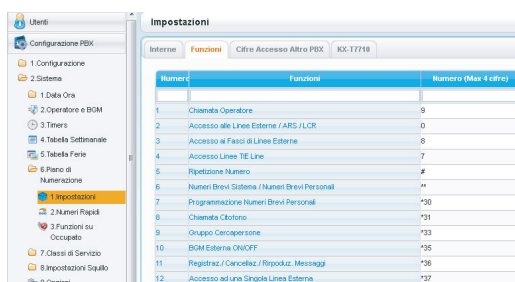 Utenti
Configurazione PBX
1.Configurazione
2.Sistema
1.Data Ora
2.Operatore e BGM
3.Timers
4.Tabella Settimanale
5.Tabella Ferie
6.Piano di
Numerazione
1.Impostazioni
2.Numeri Rapidi
3.Funzioni su
Occupato
7.Classi di Servizio
8.Impostazioni Squillo
Impostazioni
Interne Funzioni Cifre Accesso Altro PBX KX-T7710
Numero Funzioni Numero (Max 4 cifre)
1 Chiamata Operatore 9
2 Accesso alle Linee Esterne / ARS / LCR 0
3 Accesso ai Fasci di Linee Esterne 8
4 Accesso Linee TIE Line 7
5 Ripetizione Numero #
6 Numeri Brevi Sistema / Numeri Brevi Personali **
7 Programmazione Numeri Brevi Personali *30
8 Chiamata Citofono *31
9 Gruppo Cercapersone *33
10 BGM Esterna ON/OFF *35
11 Registraz./ Cancellaz./ Rirpoduz. Messaggi *36
12 Accesso ad una Singola Linea Esterna *37